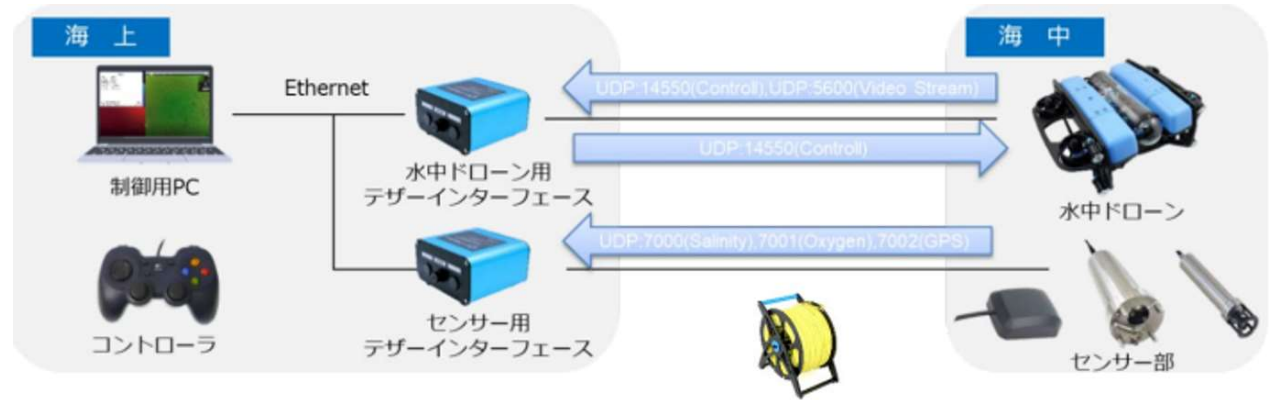 海 上
海 中
Ethernet
UDP:14550(Controll),UDP:5600(Video Stream)
UDP:14550(Controll)
制御用PC
水中ドローン用
テザーインターフェース
水中ドローン
UDP:7000(Salinity),7001(Oxygen),7002(GPS)
コントローラ
センサー用
テザーインターフェース
センサー部